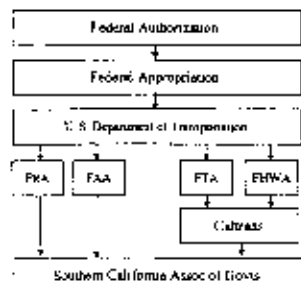 Federal Authorization
Federal Appropriation
U.S. Department of Transportation
FRA FAA FTA FHWA
Caltrans
Southern California Assoc of Govts